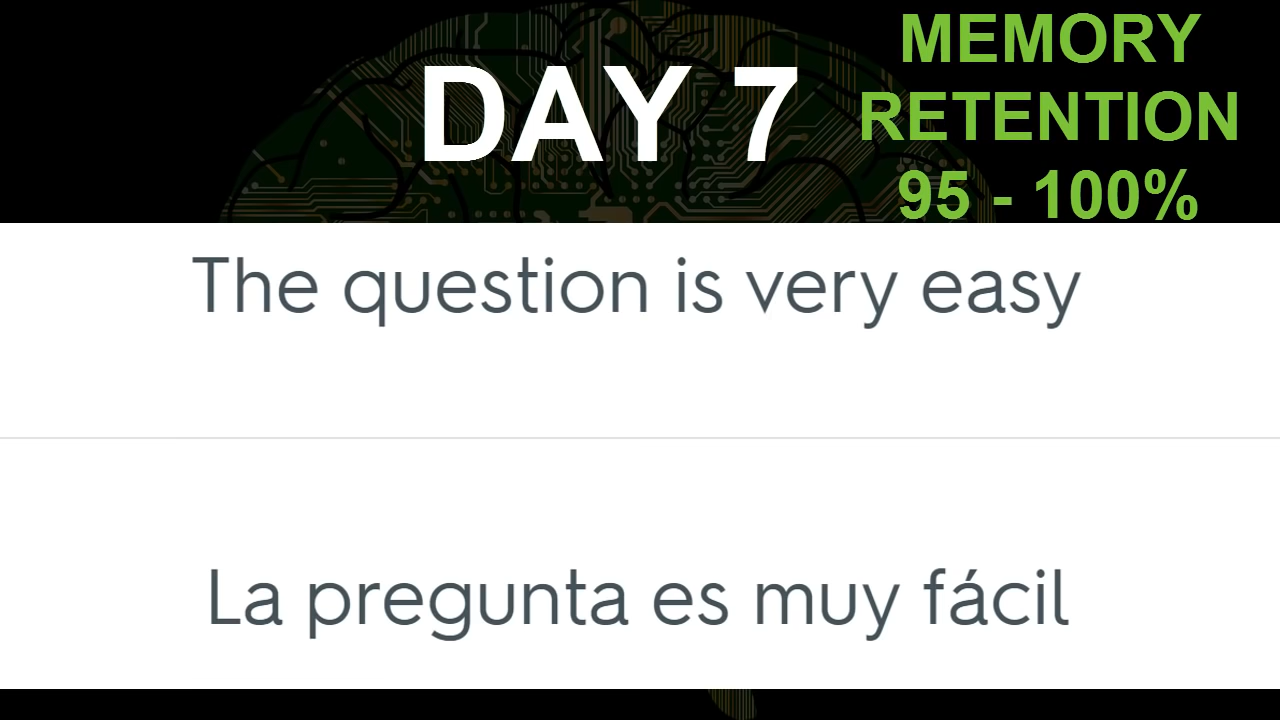 DAY 7
MEMORY
RETENTION
95 - 100%
The question is very easy
La pregunta es muy fácil